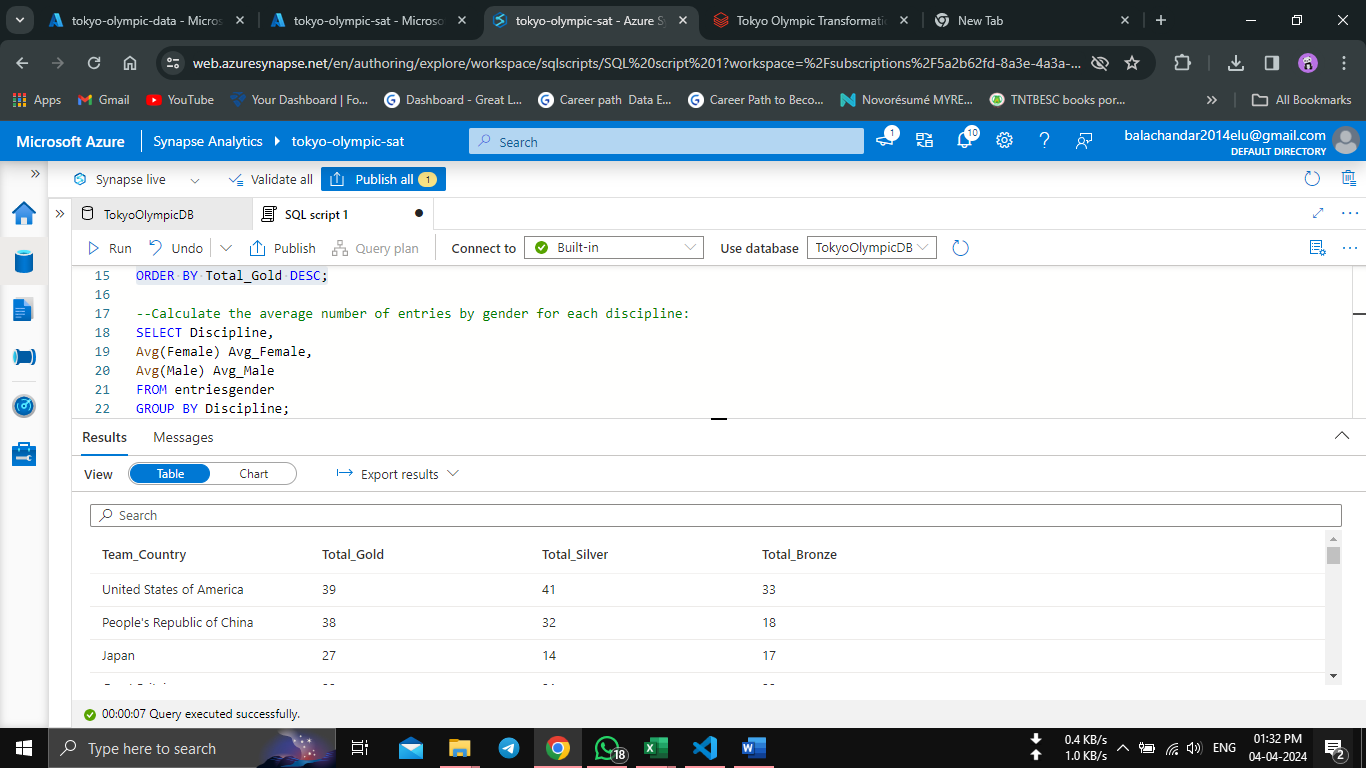 tokyo-olympic-data - Micros
tokyo-olympic-sat - Microso
tokyo-olympic-sat - Azure Sy
Tokyo Olympic Transformati
New Tab
web.azuresynapse.net/en/authoring/explore/workspace/sqlscripts/SQL%20script%201?workspace=%2Fsubscriptions%2F5a2b62fd-8a3e-4a3a-...
Apps
Gmail
YouTube
Your Dashboard | Fo...
Dashboard - Great L...
Career path Data E...
Career Path to Beco...
Novorésumé MYRE...
TNTBESC books por...
All Bookmarks
Microsoft Azure
Synapse Analytics
tokyo-olympic-sat
Search
1
10
balachandar2014elu@gmail.com
DEFAULT DIRECTORY
Synapse live
Validate all
Publish all 1
TokyoOlympicDB
SQL script 1
Run
Undo
Publish
Query plan
Connect to
Built-in
Use database
TokyoOlympicDB
15 ORDER BY Total_Gold DESC;
16
17 --Calculate the average number of entries by gender for each discipline:
18 SELECT Discipline,
19 Avg(Female) Avg_Female,
20 Avg(Male) Avg_Male
21 FROM entriesgender
22 GROUP BY Discipline;
Results Messages
View Table Chart Export results
Search
Team_Country Total_Gold Total_Silver Total_Bronze
United States of America 39 41 33
People's Republic of China 38 32 18
Japan 27 14 17
00:00:07 Query executed successfully.
Type here to search
18
0.4 KB/s
1.0 KB/s
ENG
01:32 PM
04-04-2024
2